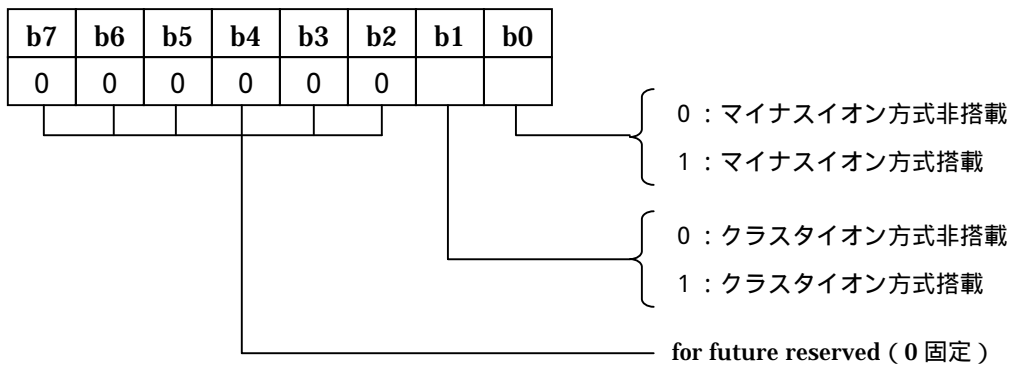 b7 b6 b5 b4 b3 b2 b1 b0
0 0 0 0 0 0
0：マイナスイオン方式非搭載
1：マイナスイオン方式搭載
0：クラスタイオン方式非搭載
1：クラスタイオン方式搭載
for future reserved（0 固定）